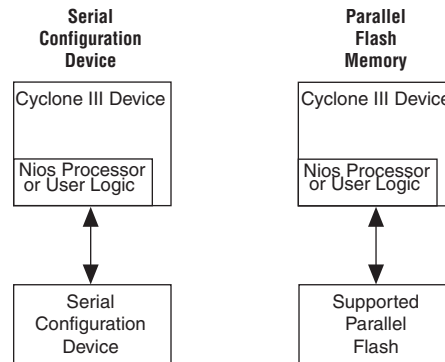 Serial
Configuration
Device
Cyclone III Device
Nios Processor
or User Logic
Serial
Configuration
Device
Parallel
Flash
Memory
Cyclone III Device
Nios Processor
or User Logic
Supported
Parallel
Flash